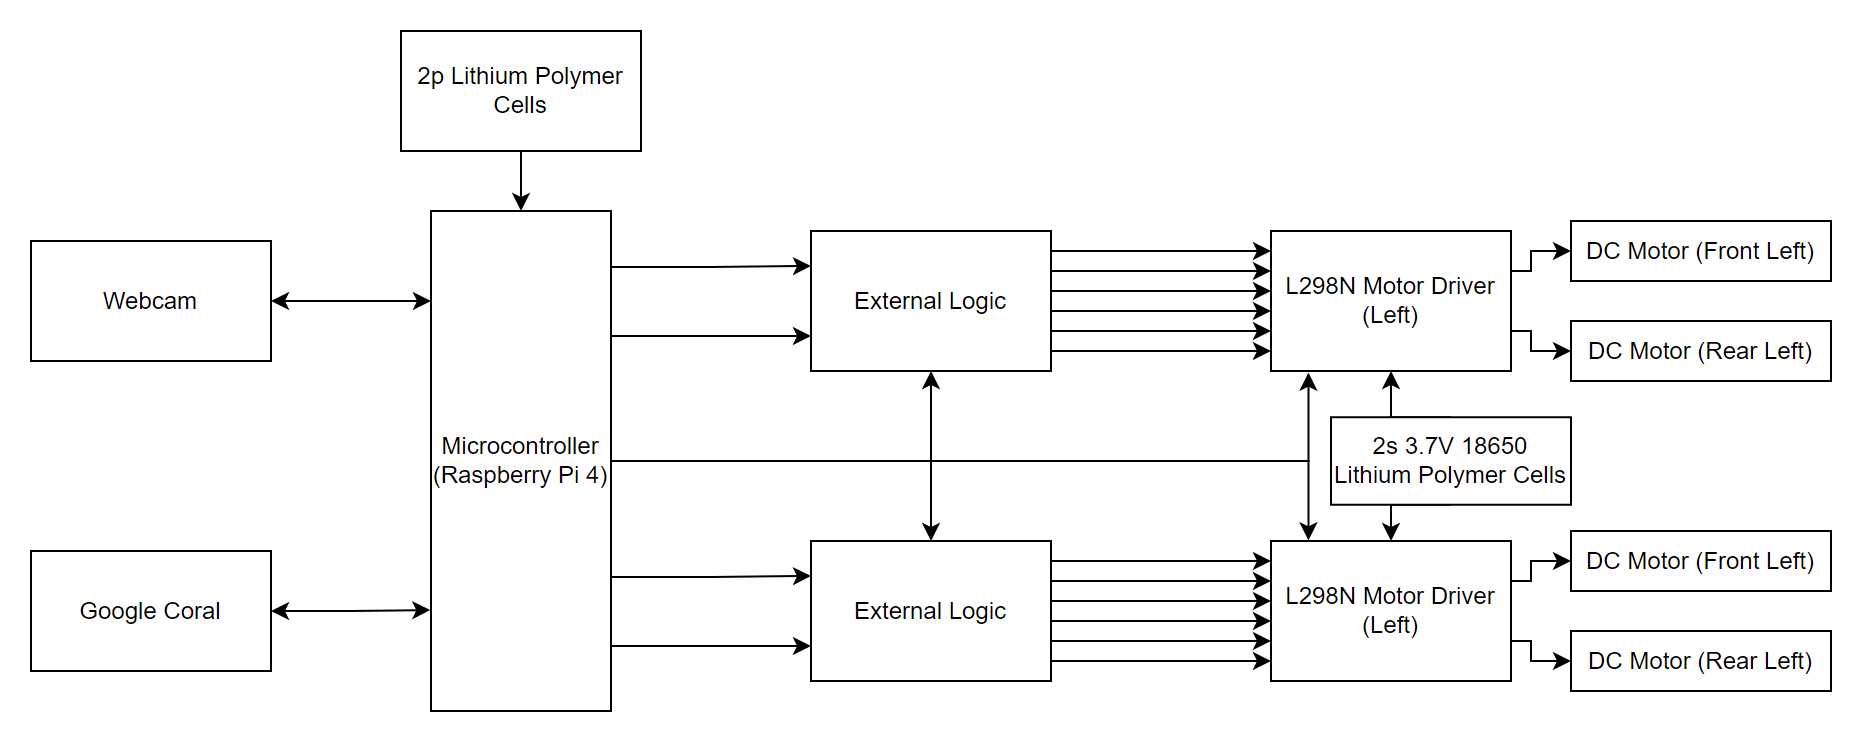 2p Lithium Polymer
Cells
Webcam
External Logic
L298N Motor Driver
(Left)
DC Motor (Front Left)
DC Motor (Rear Left)
Microcontroller
(Raspberry Pi 4)
2s 3.7V 18650
Lithium Polymer Cells
Google Coral
External Logic
L298N Motor Driver
(Left)
DC Motor (Front Left)
DC Motor (Rear Left)